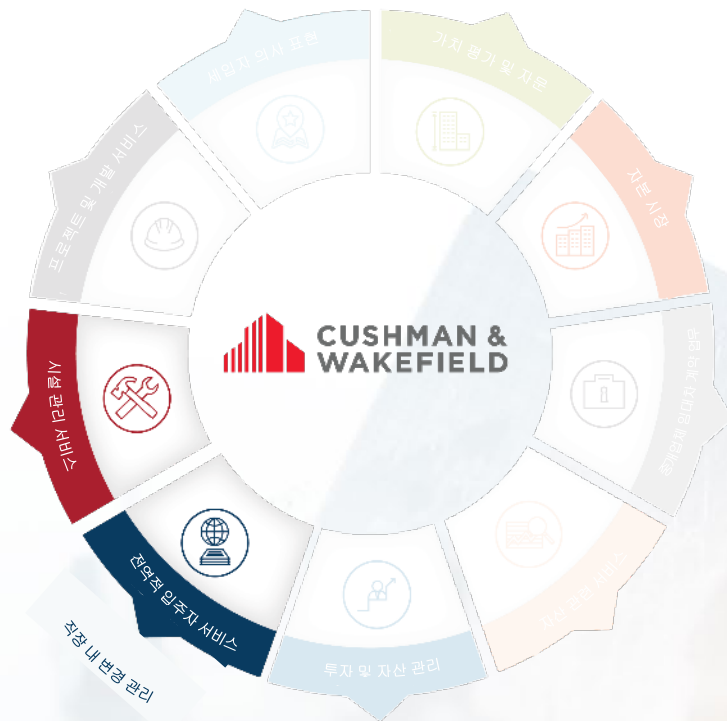 세입자 의사 표현
가치 평가 및 자문
자본 시장
프로젝트 및 개발 서비스
CUSHMAN &
WAKEFIELD
시설 관리 서비스
전역적 입주자 서비스
투자 및 자산 관리
직장 내 변경 관리